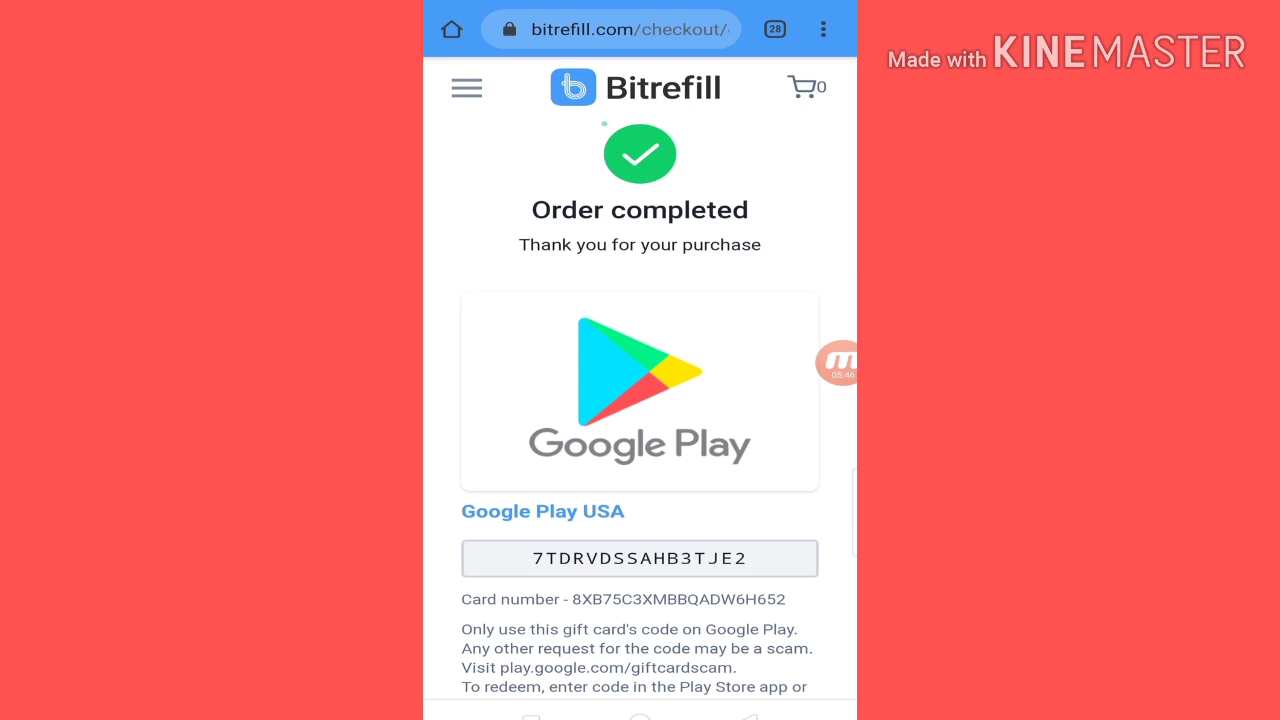 bitrefill.com/checkout/
28
Made with KINEMASTER
Bitrefill
0
Order completed
Thank you for your purchase
05:46
Google Play
Google Play USA
7TDRVDSSAHB3TJE2
Card number - 8XB75C3XMBBQADW6H652
Only use this gift card's code on Google Play.
Any other request for the code may be a scam.
Visit play.google.com/giftcardscam.
To redeem, enter code in the Play Store app or